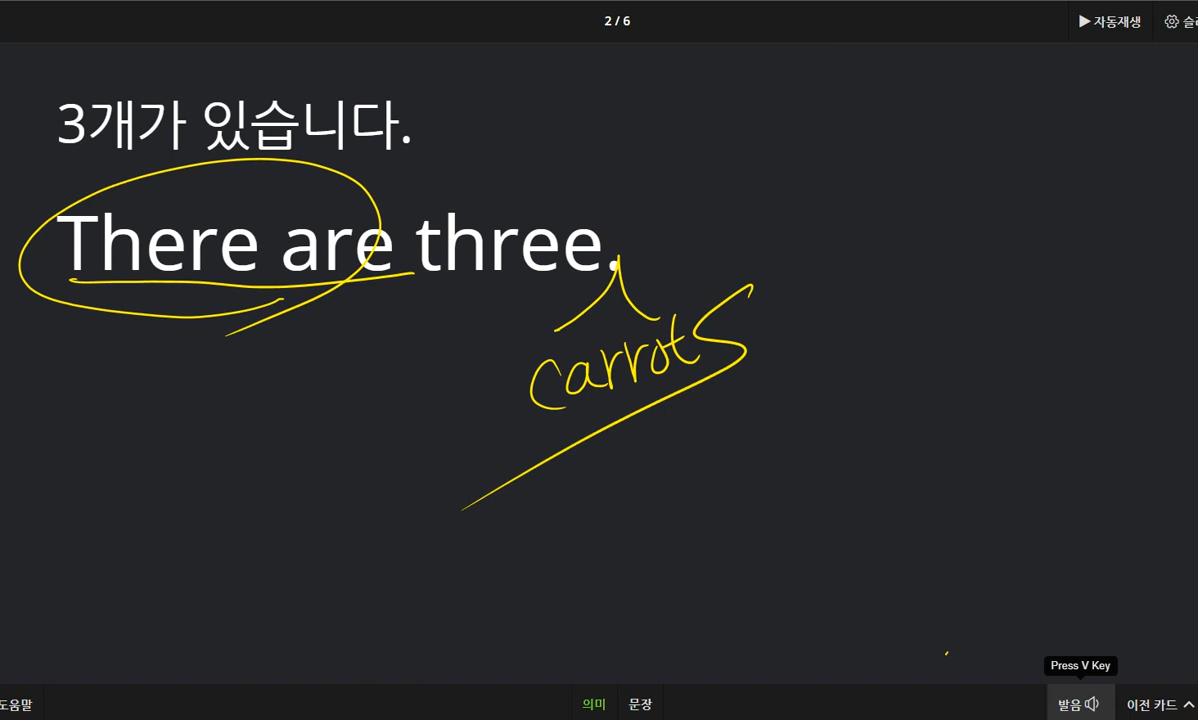 2 / 6
▶ 자동재생
3개가 있습니다.
There are three.
carrots
Press V Key
도움말
의미
문장
발음
이전 카드